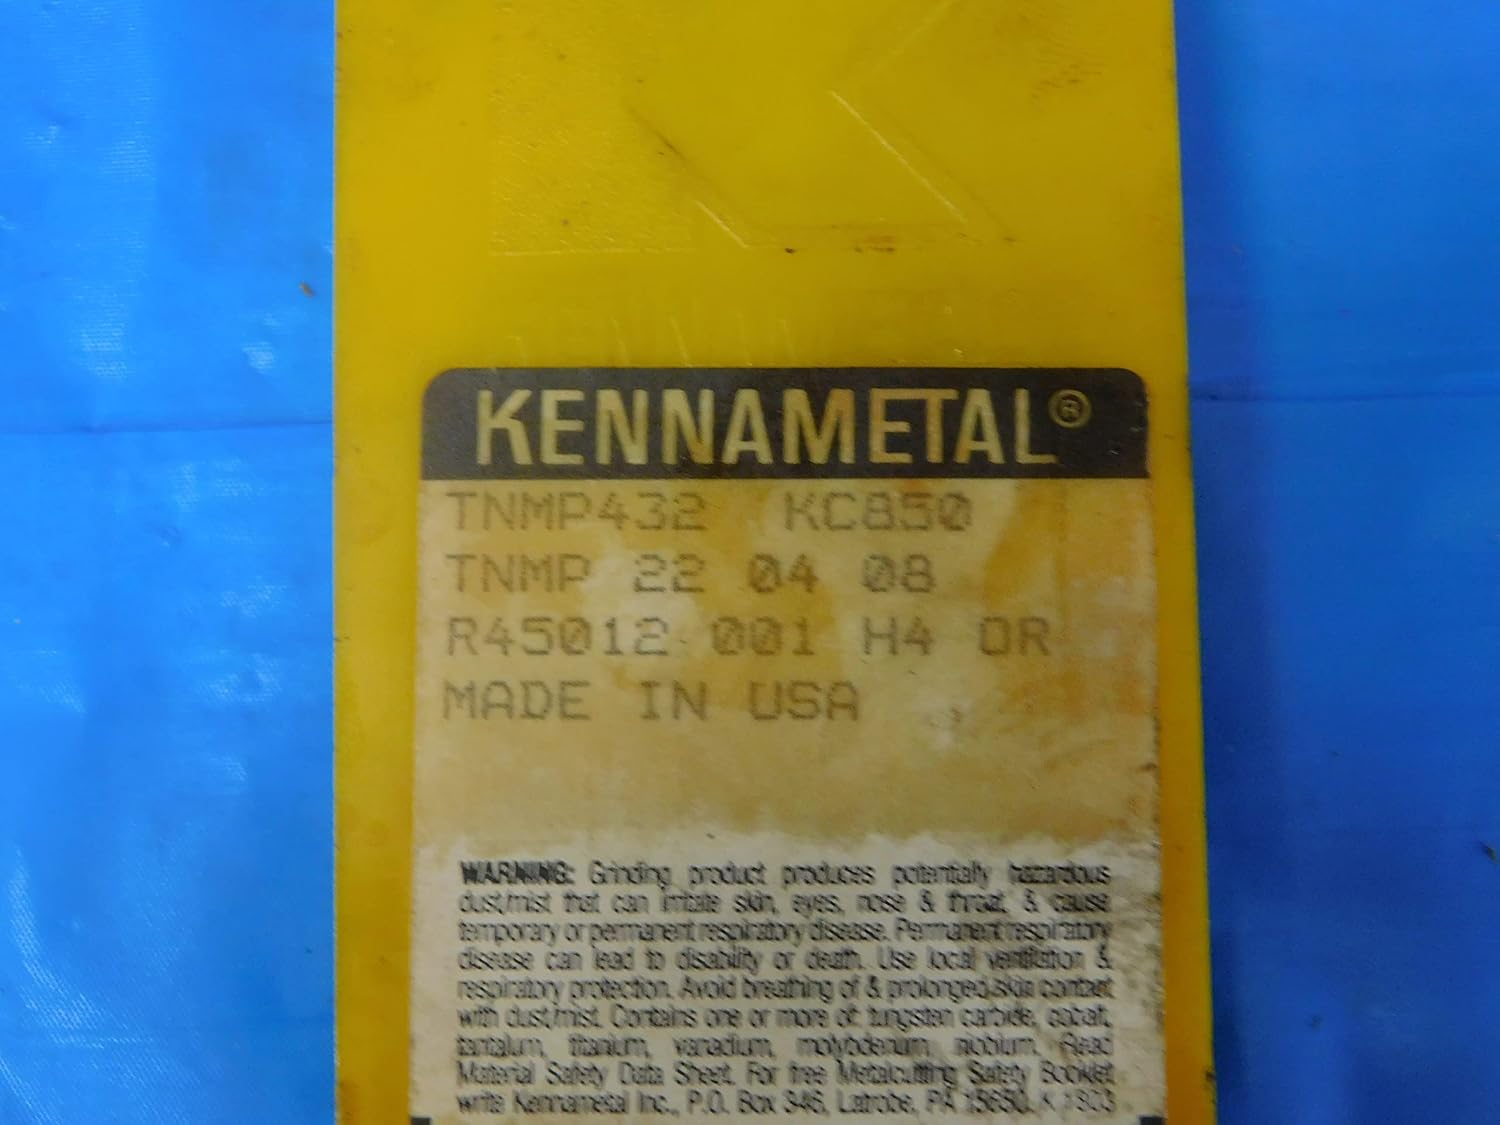 KENNAMETAL®
TNMP432 KC850
TNMP 22 04 08
R45012 001 H4 OR
MADE IN USA
WARNING: Grinding product produces potentially hazardous
dust/mist that can irritate skin, eyes, nose & throat, & cause
temporary or permanent respiratory disease. Permanent respiratory
disease can lead to disability or death. Use local ventilation &
respiratory protection. Avoid breathing of & prolonged skin contact
with dust/mist. Contains one or more of: tungsten carbide, cobalt,
tantalum, titanium, vanadium, molybdenum, niobium. Read
Material Safety Data Sheet. For free Metalcutting Safety Booklet
write Kennametal Inc., P.O. Box 346, Latrobe, PA 15650. K 1303